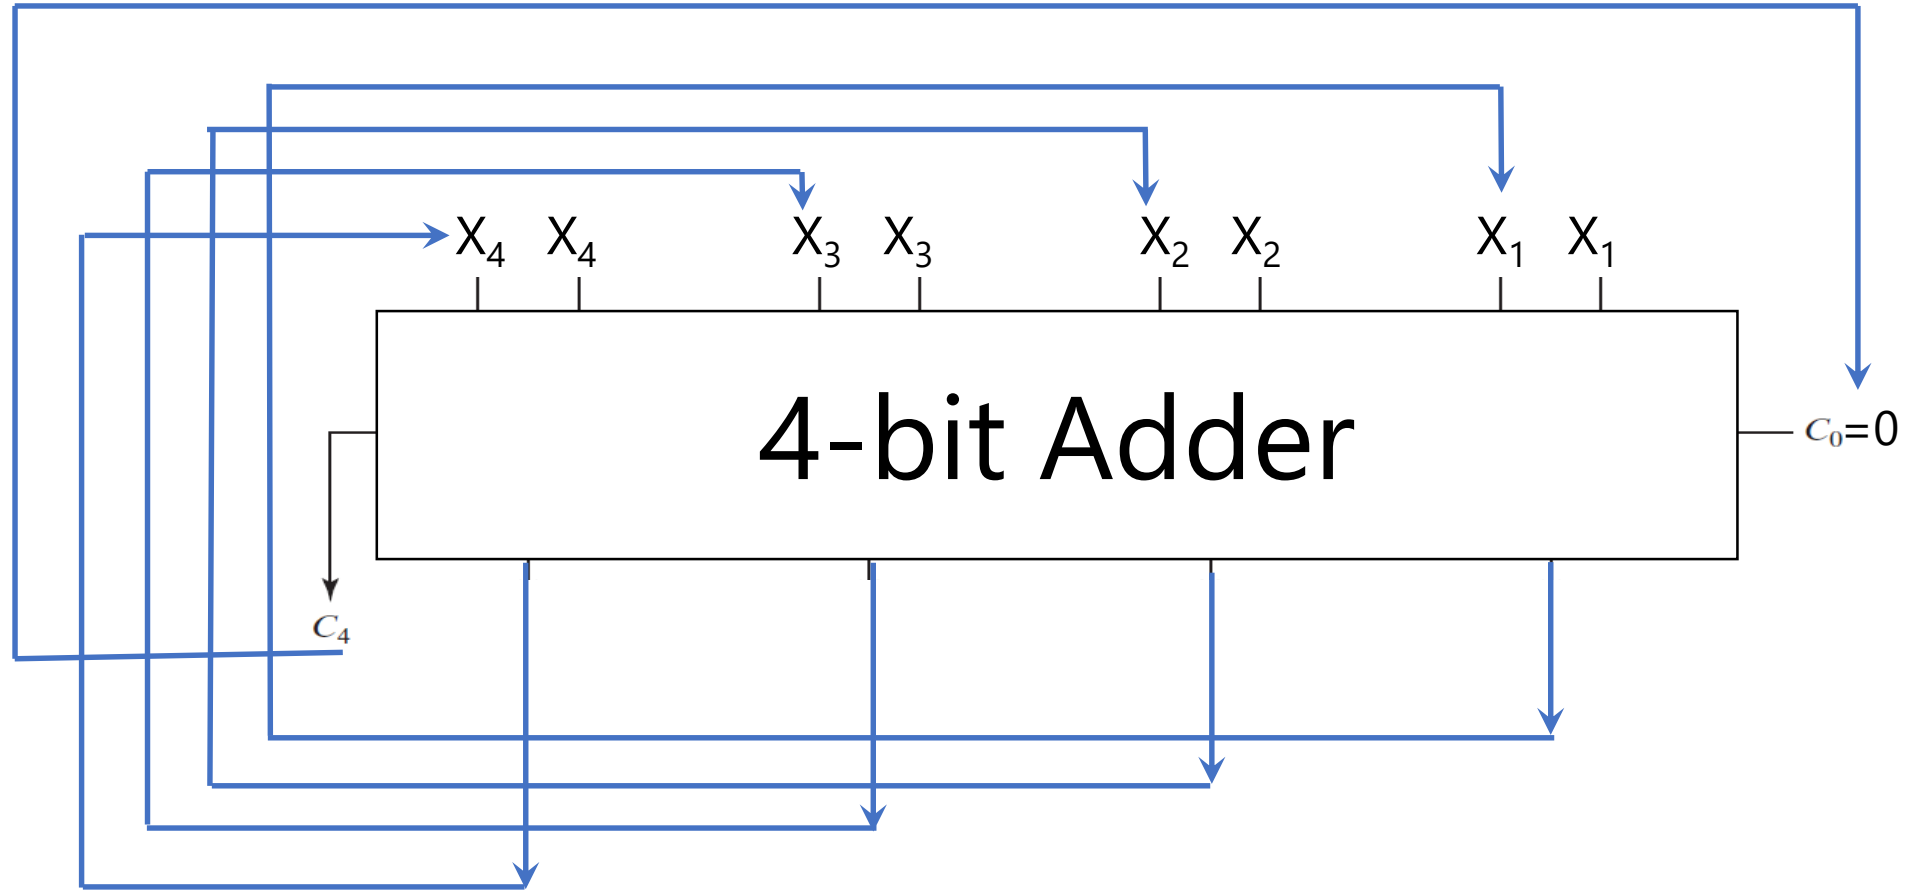 X₄ X₄ X₃ X₃ X₂ X₂ X₁ X₁
4-bit Adder
C₀=0
C₄